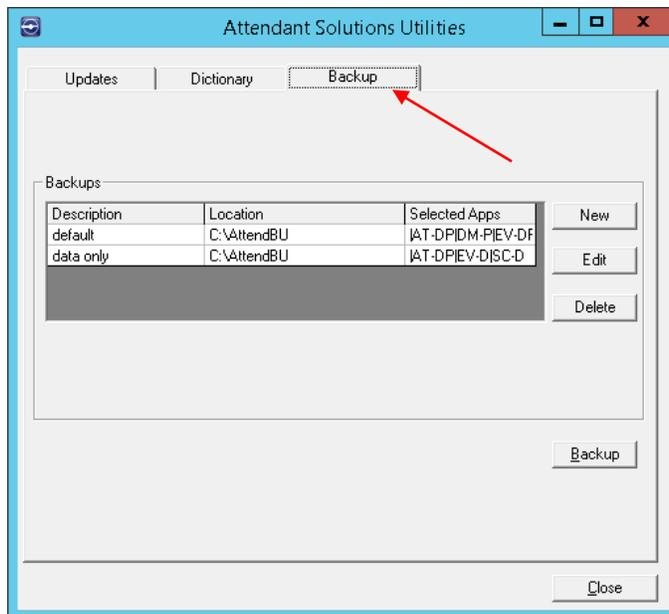 Attendant Solutions Utilities
Updates Dictionary Backup
Backups
Description Location Selected Apps New
default C:\AttendBU |AT-DP|DM-P|EV-DP
data only C:\AttendBU |AT-DP|EV-D|SC-D Edit
Delete
Backup
Close